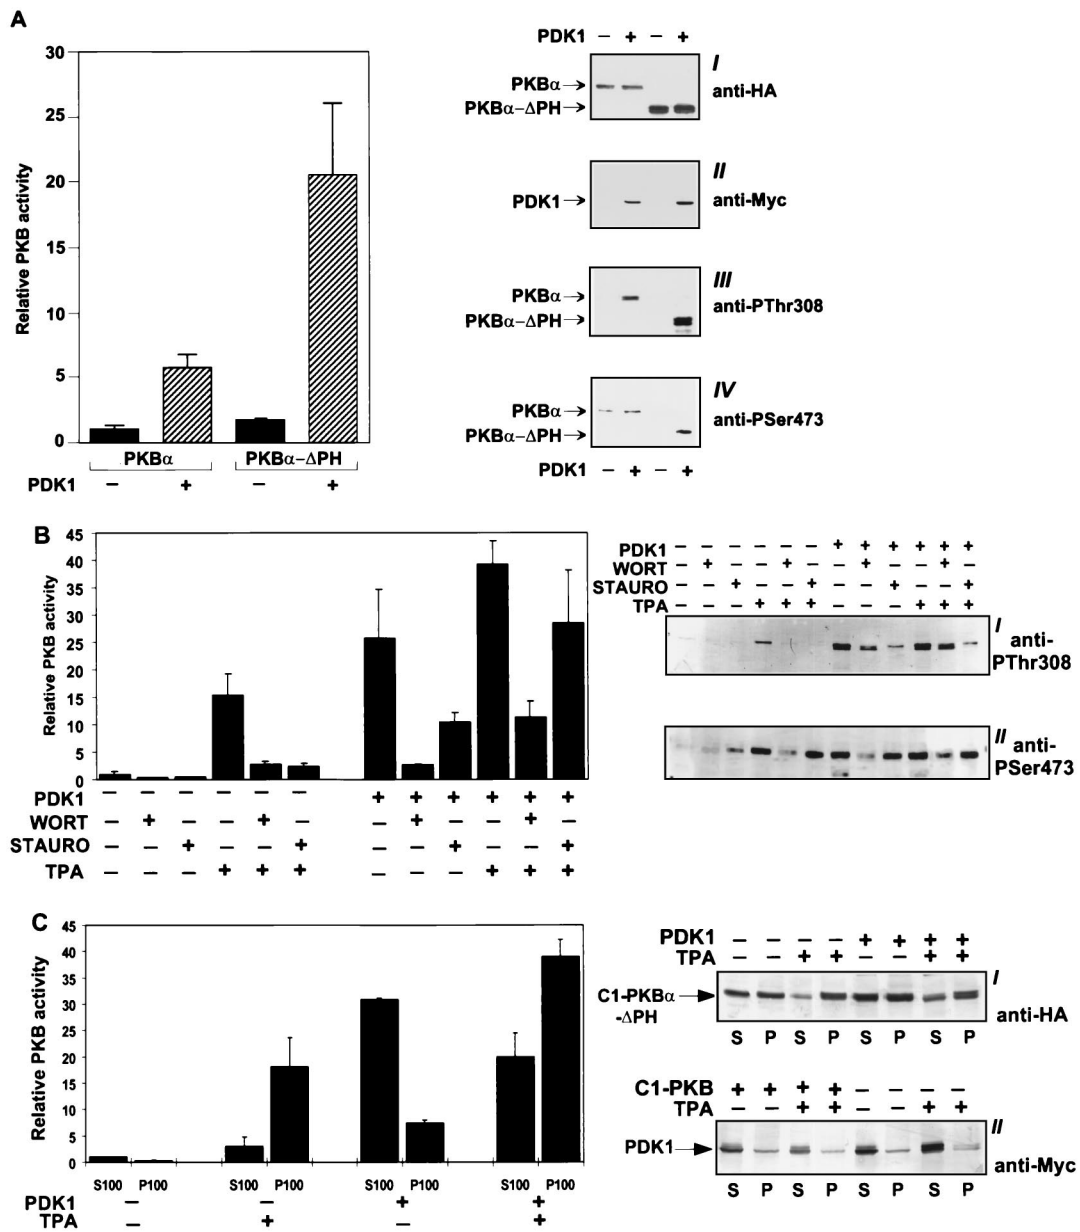 A
30
25
20
15
10
5
0
Relative PKB activity
PKBα PKBα–ΔPH
PDK1 – + – +
PDK1 – + – +
PKBα→
PKBα–ΔPH→
I
anti-HA
PDK1→
II
anti-Myc
PKBα→
PKBα–ΔPH→
III
anti-PThr308
PKBα→
PKBα–ΔPH→
IV
anti-PSer473
PDK1 – + – +
B
45
40
35
30
25
20
15
10
5
0
Relative PKB activity
PDK1 – – – – – – + + + + + +
WORT – + – – + – – + – – + –
STAURO – – + – – + – – + – – +
TPA – – – + + + – – – + + +
PDK1 – – – – – – + + + + + +
WORT – + – – + – – + – – + –
STAURO – – + – – + – – + – – +
TPA – – – + + + – – – + + +
I
anti-
PThr308
II
anti-
PSer473
C
45
40
35
30
25
20
15
10
5
0
Relative PKB activity
S100 P100 S100 P100 S100 P100 S100 P100
PDK1 – – + +
TPA – + – +
PDK1 – – – – + + + +
TPA – – + + – – + +
C1-PKBα
-ΔPH
I
anti-HA
S P S P S P S P
C1-PKB + + + + – – – –
TPA – – + + – – + +
PDK1
II
anti-Myc
S P S P S P S P